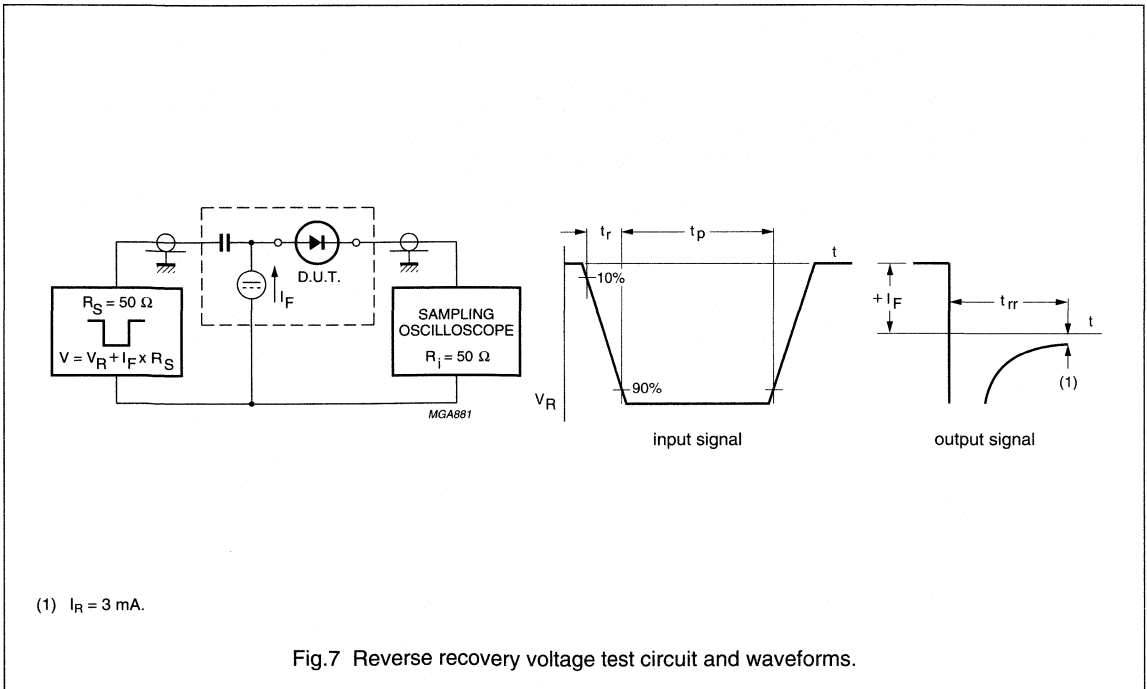 R_S = 50 Ω
V = V_R + I_F x R_S
I_F
D.U.T.
SAMPLING
OSCILLOSCOPE
R_i = 50 Ω
MGA881
t_r
t_p
t
10%
90%
V_R
input signal
+ I_F
t_rr
t
(1)
output signal
(1) I_R = 3 mA.
Fig.7 Reverse recovery voltage test circuit and waveforms.